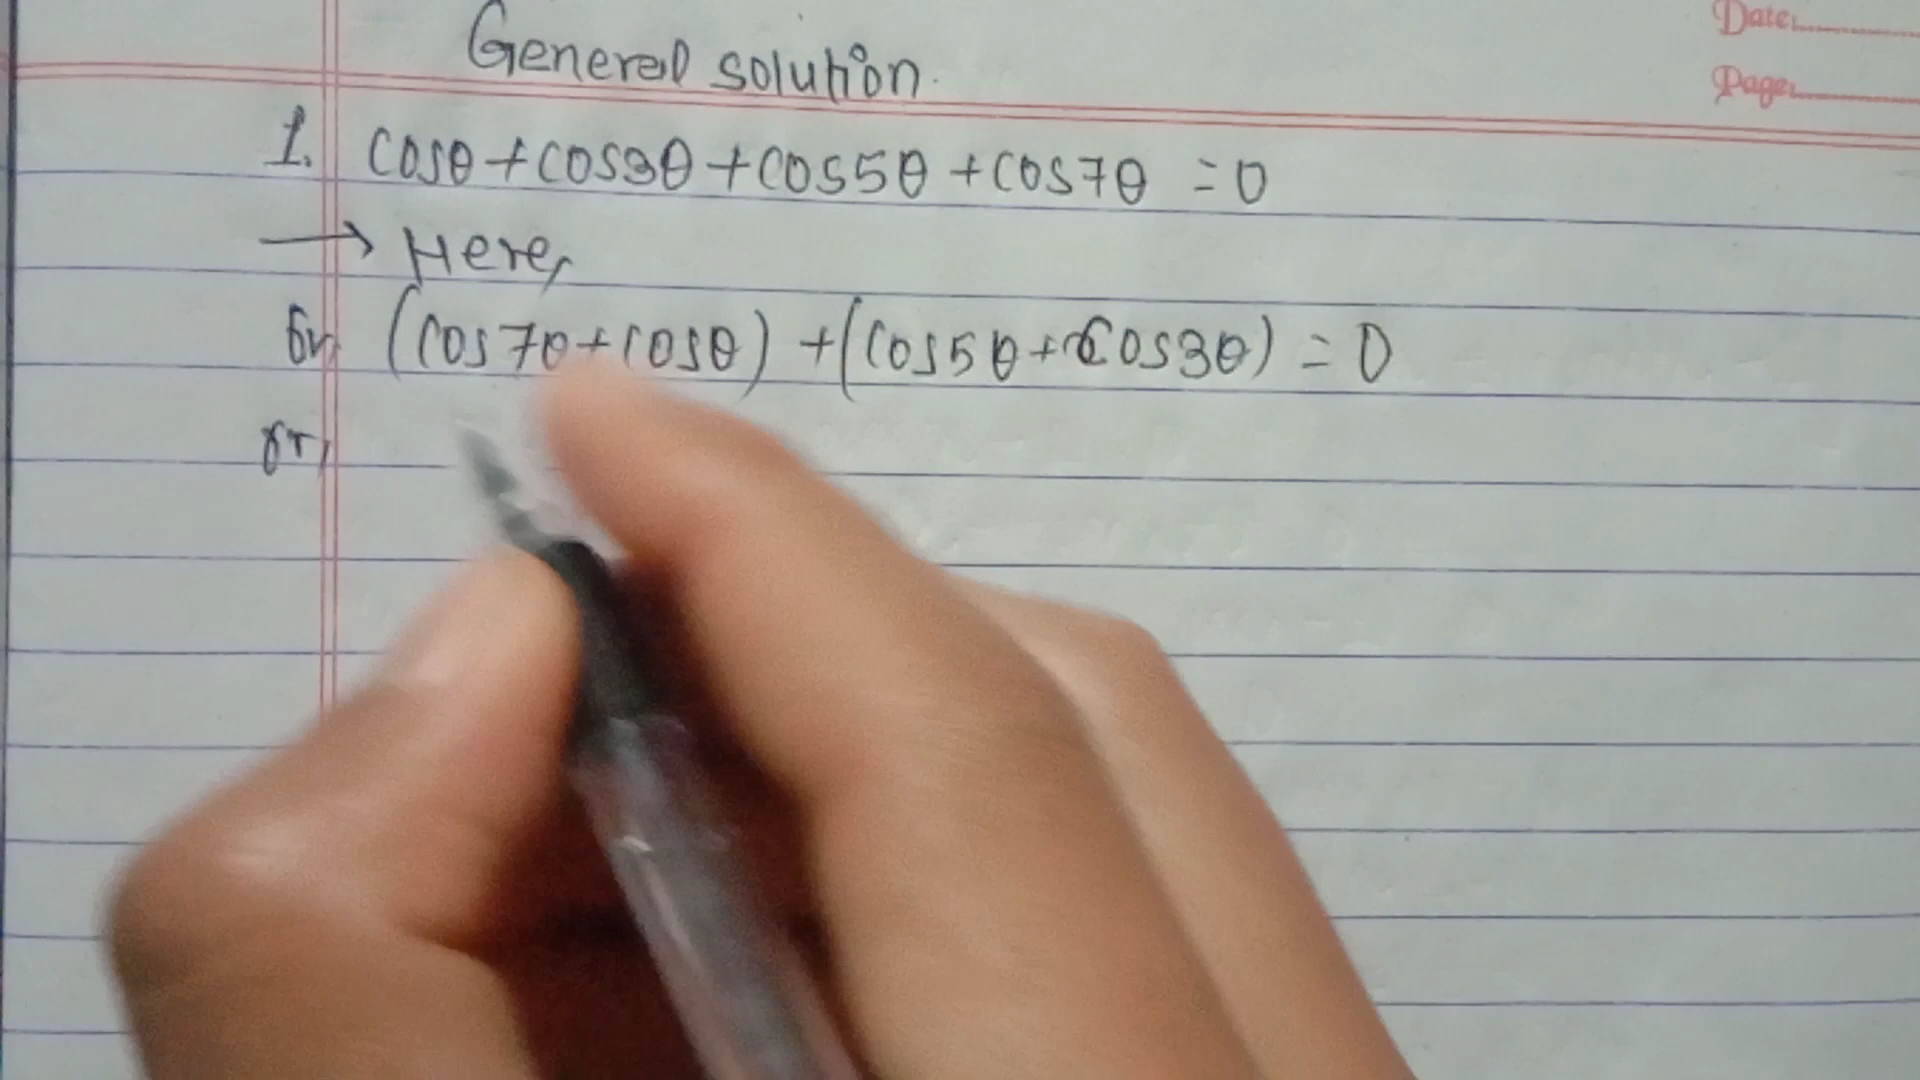 Date:
Page:
General solution.
1. cosθ+cos3θ+cos5θ+cos7θ =0
→ Here,
or, (cos7θ+cosθ) +(cos5θ+cos3θ) = 0
or,